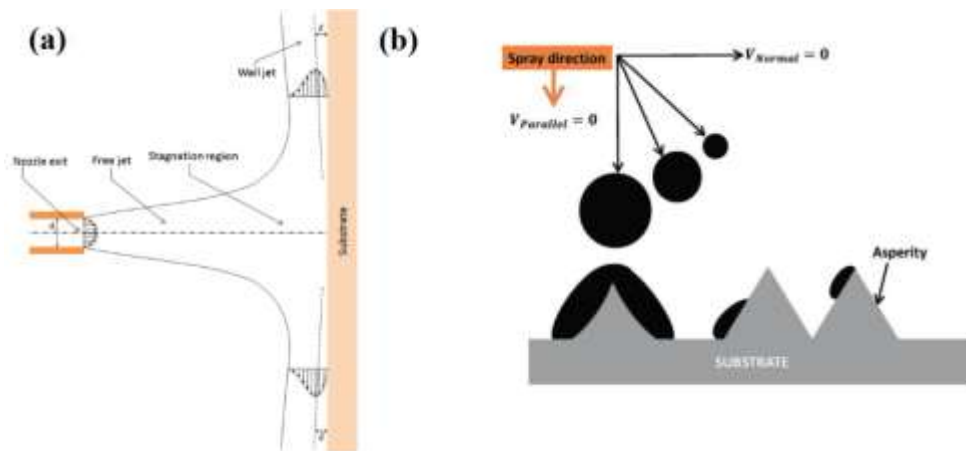 (a)
Wall jet
Nozzle exit
Free jet
Stagnation region
Substrate
(b)
Spray direction
V_Normal = 0
V_Parallel = 0
Asperity
SUBSTRATE